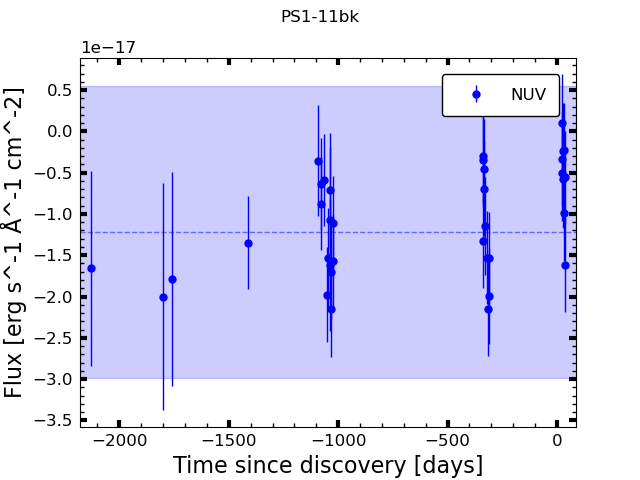 PS1-11bk
1e−17
NUV
0.5
0.0
−0.5
−1.0
−1.5
−2.0
−2.5
−3.0
−3.5
Flux [erg s^-1 Å^-1 cm^-2]
−2000 −1500 −1000 −500 0
Time since discovery [days]